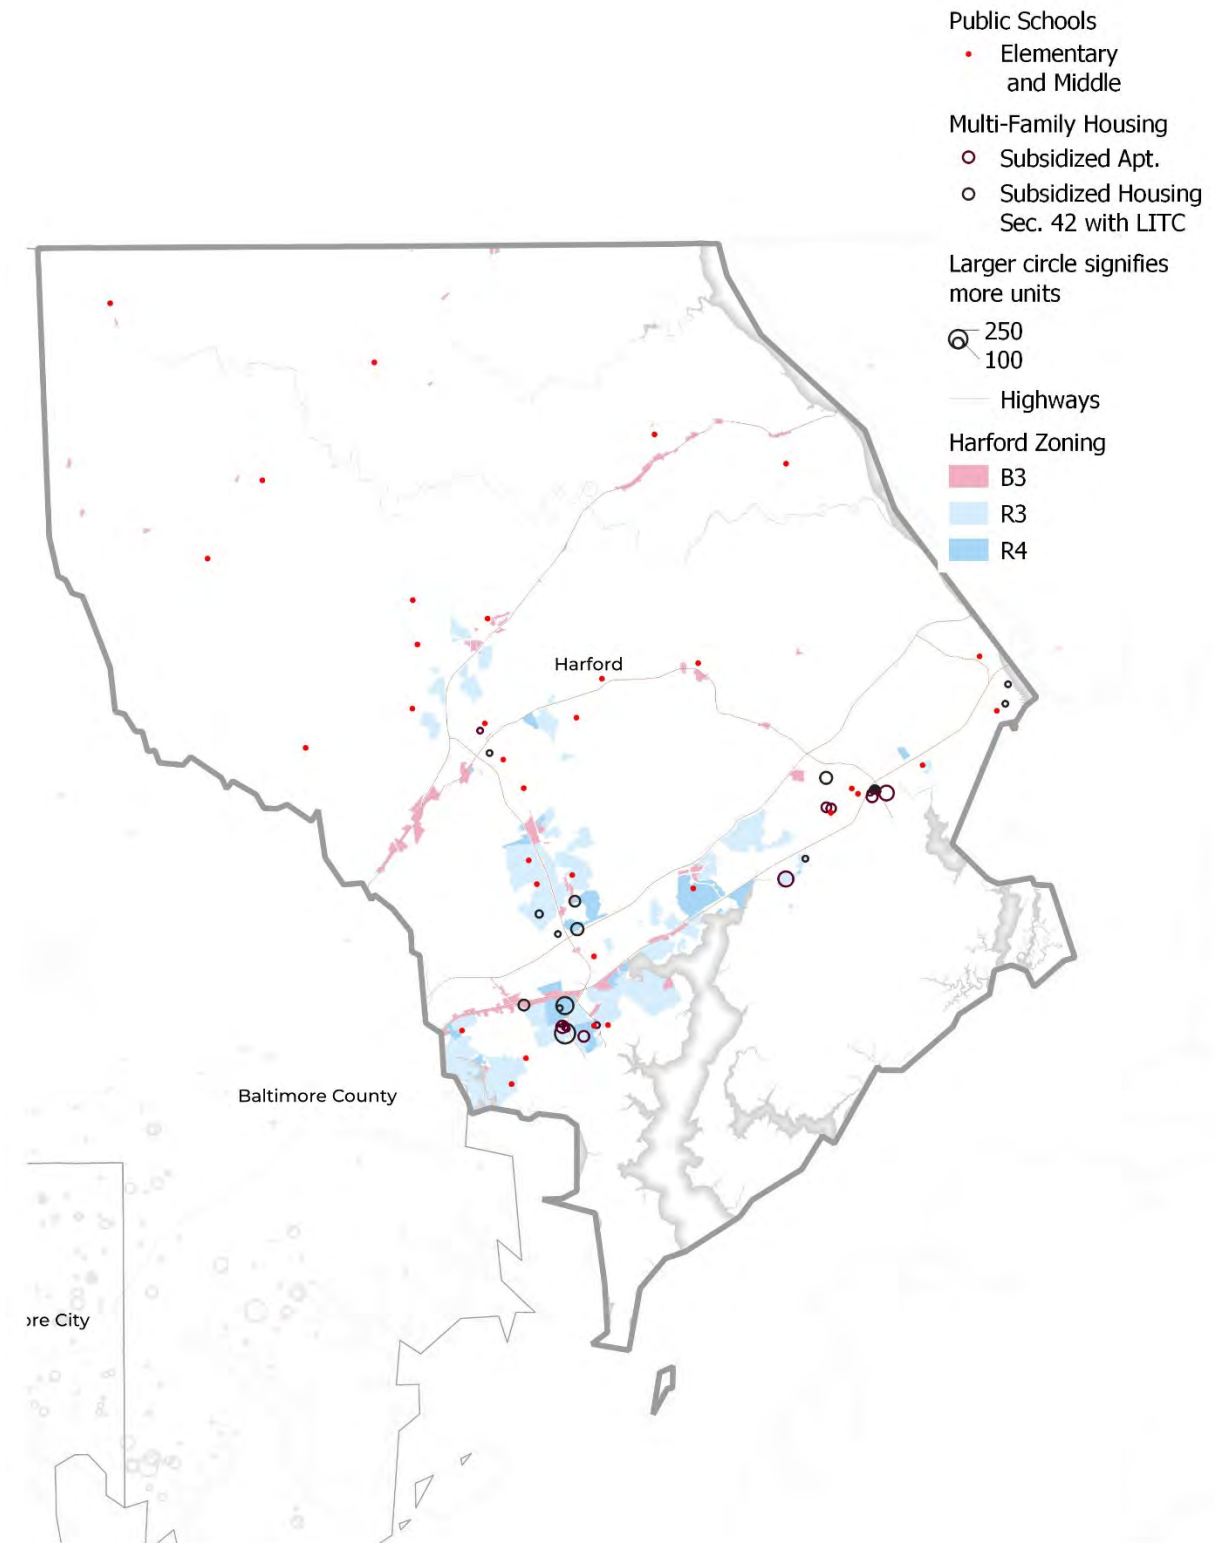 Public Schools
Elementary
and Middle
Multi-Family Housing
Subsidized Apt.
Subsidized Housing
Sec. 42 with LITC
Larger circle signifies
more units
250
100
Highways
Harford Zoning
B3
R3
R4
Harford
Baltimore County
ore City